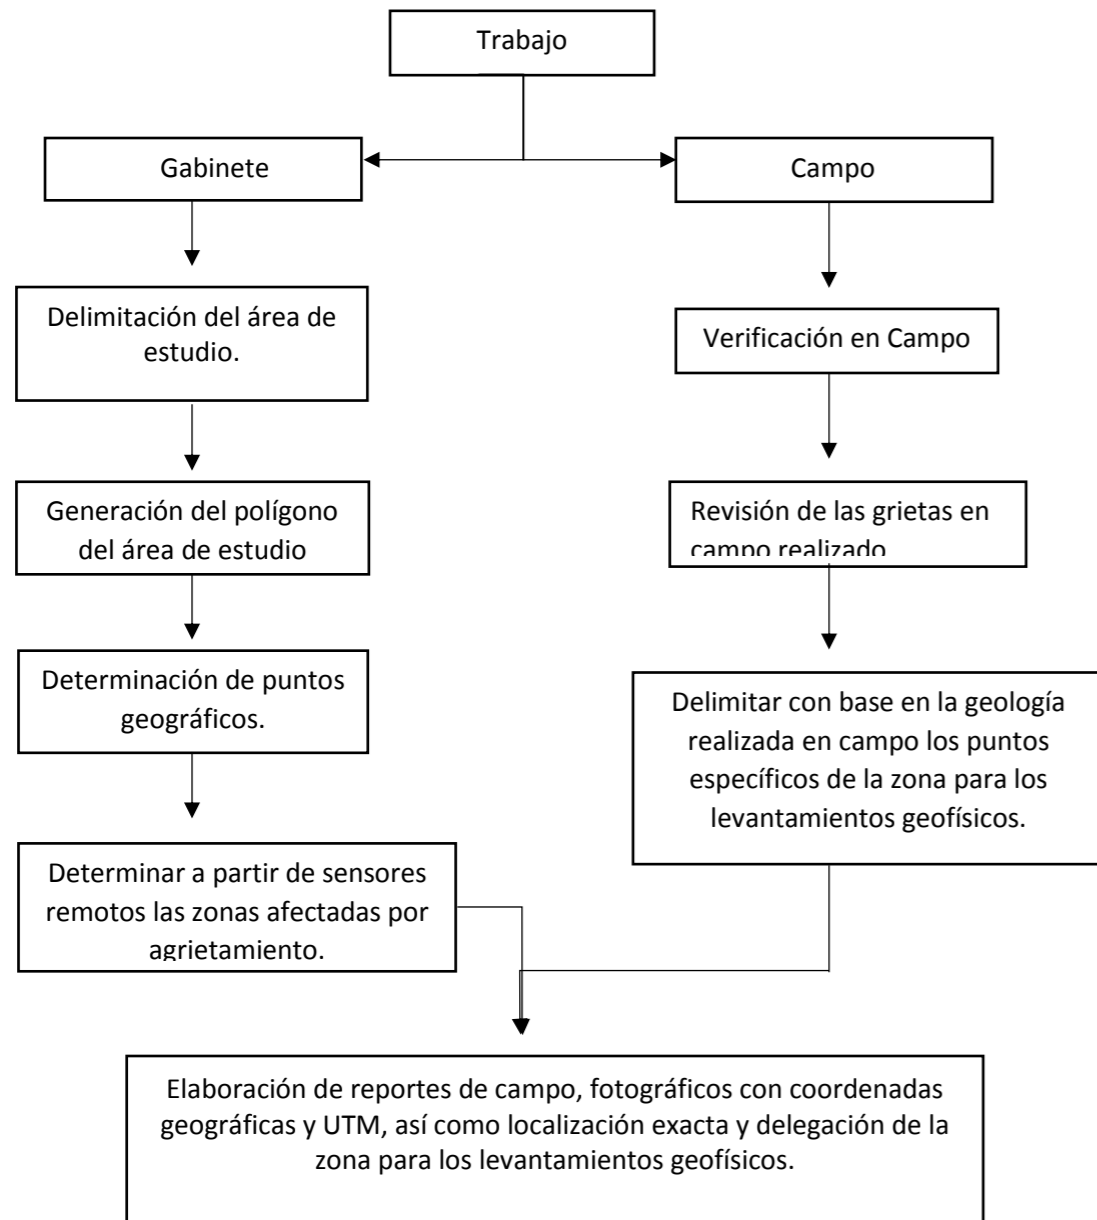 Trabajo
Gabinete
Campo
Delimitación del área de
estudio.
Verificación en Campo
Generación del polígono
del área de estudio
Revisión de las grietas en
campo realizado
Determinación de puntos
geográficos.
Delimitar con base en la geología
realizada en campo los puntos
específicos de la zona para los
levantamientos geofísicos.
Determinar a partir de sensores
remotos las zonas afectadas por
agrietamiento.
Elaboración de reportes de campo, fotográficos con coordenadas
geográficas y UTM, así como localización exacta y delegación de la
zona para los levantamientos geofísicos.